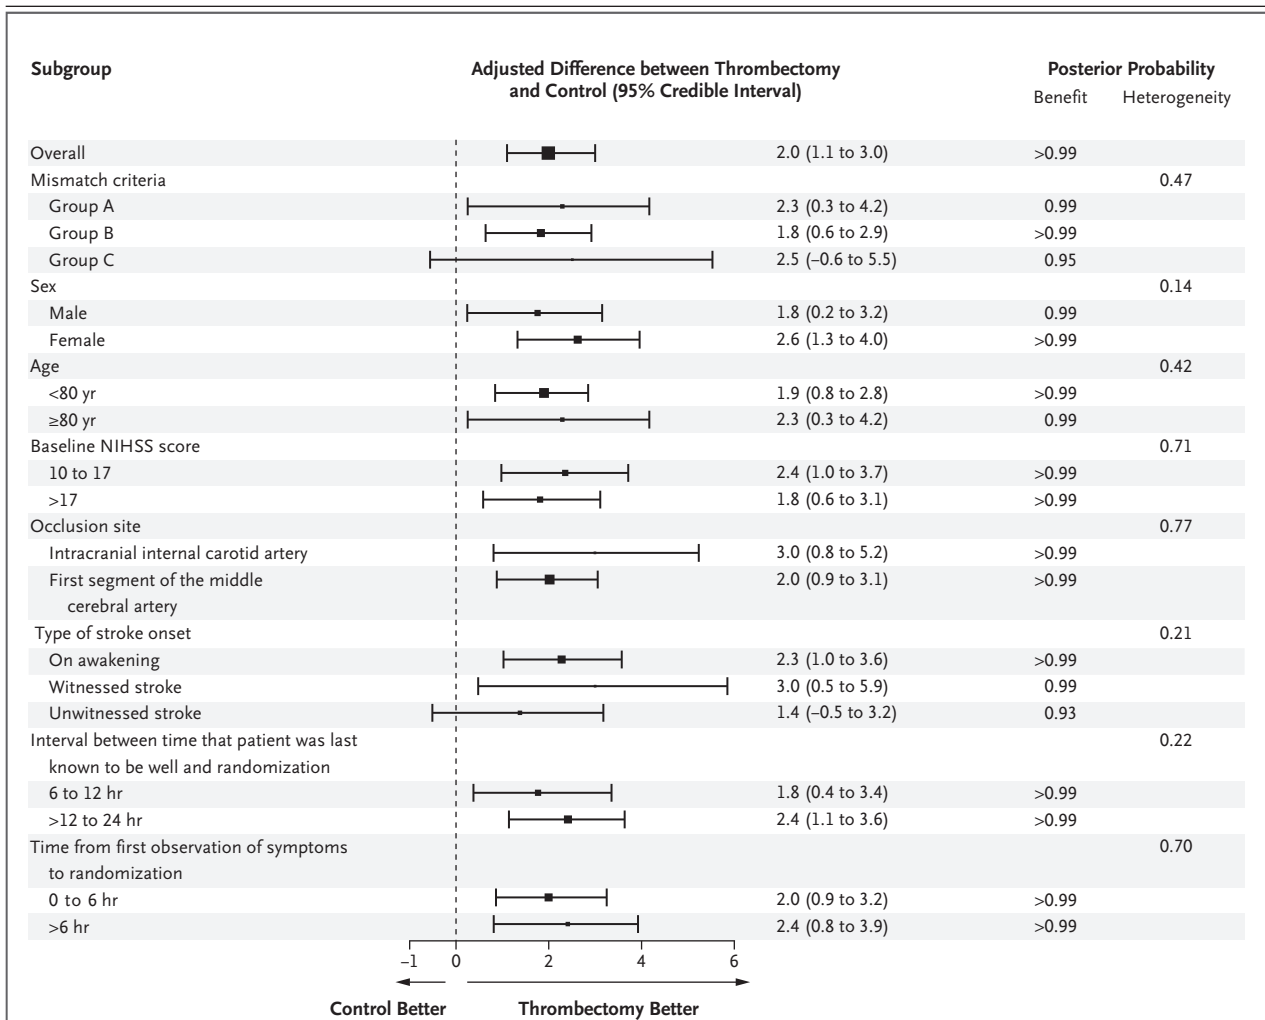 Subgroup Adjusted Difference between Thrombectomy Posterior Probability
and Control (95% Credible Interval) Benefit Heterogeneity
Overall 2.0 (1.1 to 3.0) >0.99
Mismatch criteria 0.47
Group A 2.3 (0.3 to 4.2) 0.99
Group B 1.8 (0.6 to 2.9) >0.99
Group C 2.5 (–0.6 to 5.5) 0.95
Sex 0.14
Male 1.8 (0.2 to 3.2) 0.99
Female 2.6 (1.3 to 4.0) >0.99
Age 0.42
<80 yr 1.9 (0.8 to 2.8) >0.99
≥80 yr 2.3 (0.3 to 4.2) 0.99
Baseline NIHSS score 0.71
10 to 17 2.4 (1.0 to 3.7) >0.99
>17 1.8 (0.6 to 3.1) >0.99
Occlusion site 0.77
Intracranial internal carotid artery 3.0 (0.8 to 5.2) >0.99
First segment of the middle 2.0 (0.9 to 3.1) >0.99
cerebral artery
Type of stroke onset 0.21
On awakening 2.3 (1.0 to 3.6) >0.99
Witnessed stroke 3.0 (0.5 to 5.9) 0.99
Unwitnessed stroke 1.4 (–0.5 to 3.2) 0.93
Interval between time that patient was last 0.22
known to be well and randomization
6 to 12 hr 1.8 (0.4 to 3.4) >0.99
>12 to 24 hr 2.4 (1.1 to 3.6) >0.99
Time from first observation of symptoms 0.70
to randomization
0 to 6 hr 2.0 (0.9 to 3.2) >0.99
>6 hr 2.4 (0.8 to 3.9) >0.99
–1 0 2 4 6
Control Better Thrombectomy Better